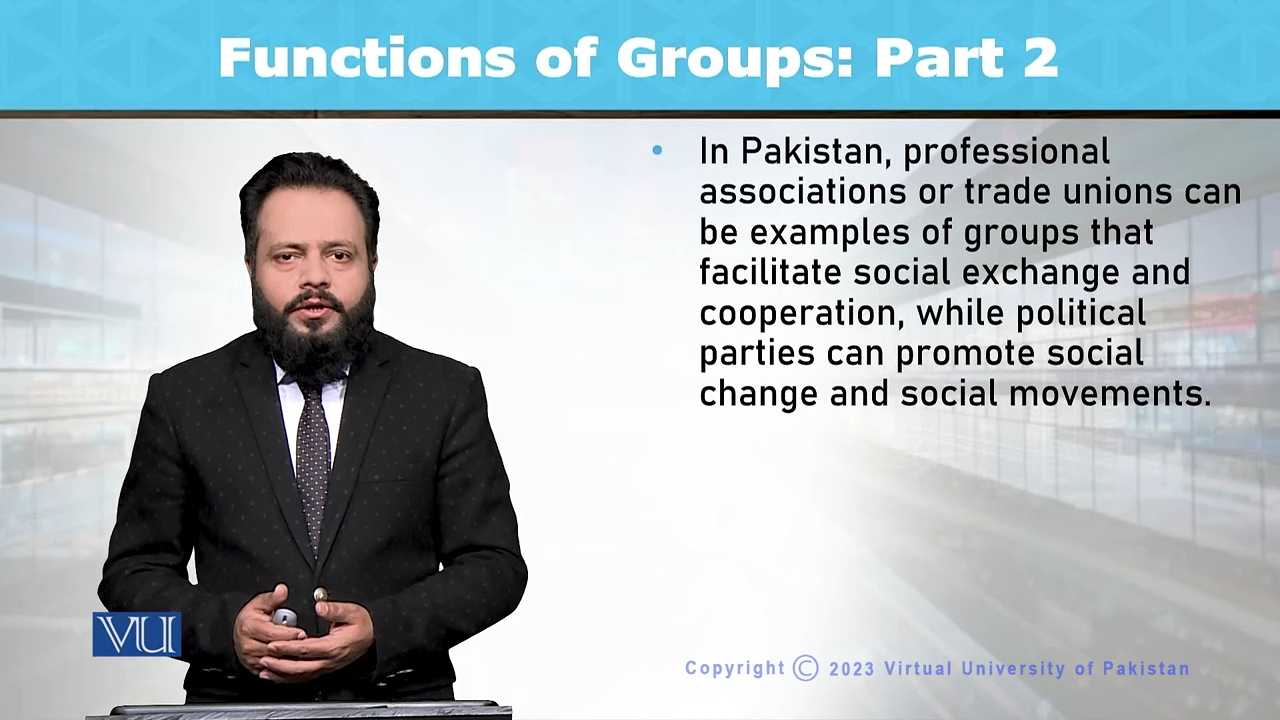 Functions of Groups: Part 2
• In Pakistan, professional
associations or trade unions can
be examples of groups that
facilitate social exchange and
cooperation, while political
parties can promote social
change and social movements.
VU
Copyright © 2023 Virtual University of Pakistan